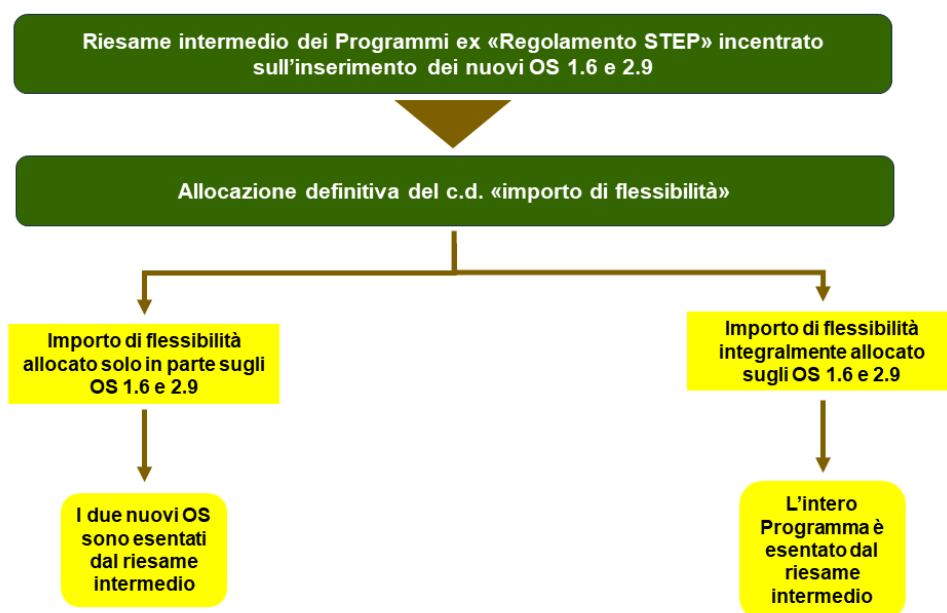 Riesame intermedio dei Programmi ex «Regolamento STEP» incentrato
sull'inserimento dei nuovi OS 1.6 e 2.9
Allocazione definitiva del c.d. «importo di flessibilità»
Importo di flessibilità
allocato solo in parte sugli
OS 1.6 e 2.9
Importo di flessibilità
integralmente allocato
sugli OS 1.6 e 2.9
I due nuovi OS
sono esentati
dal riesame
intermedio
L'intero
Programma è
esentato dal
riesame
intermedio